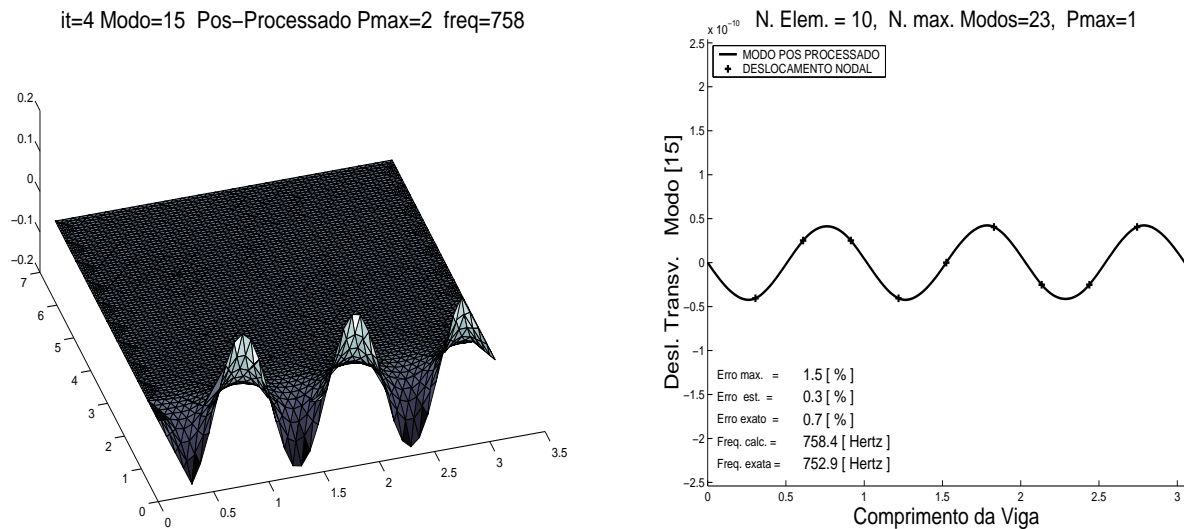 it=4 Modo=15 Pos-Processado Pmax=2 freq=758
0.2
0.1
0
-0.1
-0.2
7
6
5
4
3
2
1
0
0
0.5
1
1.5
2
2.5
3
3.5
N. Elem. = 10, N. max. Modos=23, Pmax=1
x 10^-10
2.5
2
1.5
1
0.5
0
-0.5
-1
-1.5
-2
-2.5
Desl. Transv. Modo [15]
MODO POS PROCESSADO
DESLOCAMENTO NODAL
Erro max. = 1.5 [ % ]
Erro est. = 0.3 [ % ]
Erro exato = 0.7 [ % ]
Freq. calc. = 758.4 [ Hertz ]
Freq. exata = 752.9 [ Hertz ]
0 0.5 1 1.5 2 2.5 3
Comprimento da Viga